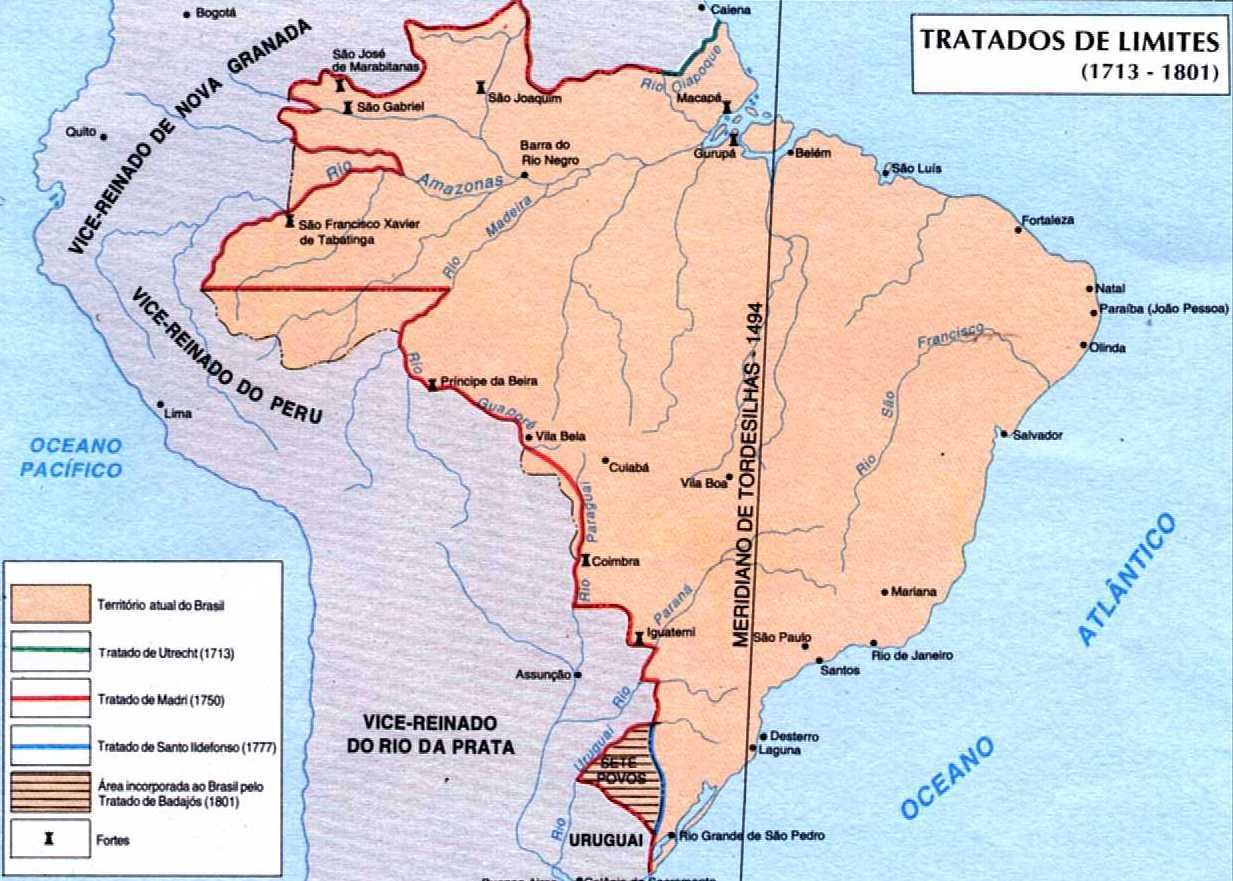 TRATADOS DE LIMITES
(1713 - 1801)
Bogotá
Caiena
São José
de Marabitanas
São Gabriel
São Joaquim
Rio Oiapoque
Macapá
Quito
VICE-REINADO DE NOVA GRANADA
Barra do
Rio Negro
Gurupá
Belém
São Luís
Rio Amazonas
Rio Madeira
São Francisco Xavier
de Tabatinga
Fortaleza
Natal
Paraíba (João Pessoa)
Olinda
VICE-REINADO DO PERU
Rio São Francisco
Lima
Rio Guaporé
Príncipe da Beira
Vila Bela
Cuiabá
Vila Boa
Salvador
MERIDIANO DE TORDESILHAS - 1494
OCEANO
PACÍFICO
Rio Paraguai
Coimbra
Mariana
Rio Paraná
Iguatemi
São Paulo
Santos
Rio de Janeiro
OCEANO ATLÂNTICO
Assunção
VICE-REINADO
DO RIO DA PRATA
Rio Uruguai
SETE
POVOS
Desterro
Laguna
Rio
URUGUAI
Rio Grande de São Pedro
Território atual do Brasil
Tratado de Utrecht (1713)
Tratado de Madri (1750)
Tratado de Santo Ildefonso (1777)
Área incorporada ao Brasil pelo
Tratado de Badajós (1801)
Fortes